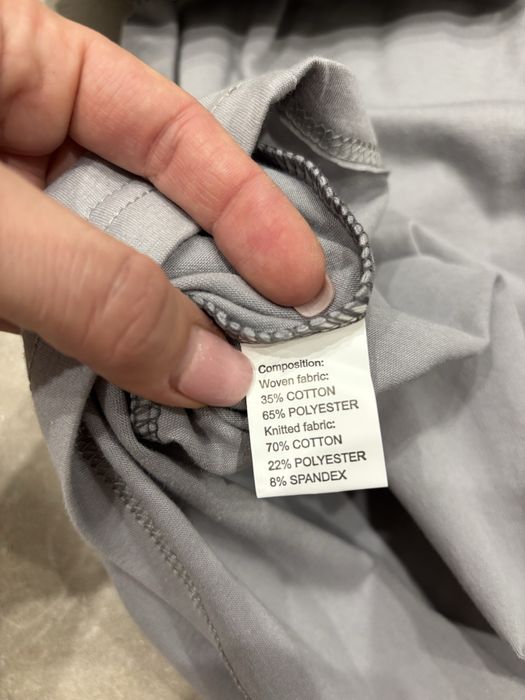 Composition:
Woven fabric:
35% COTTON
65% POLYESTER
Knitted fabric:
70% COTTON
22% POLYESTER
8% SPANDEX